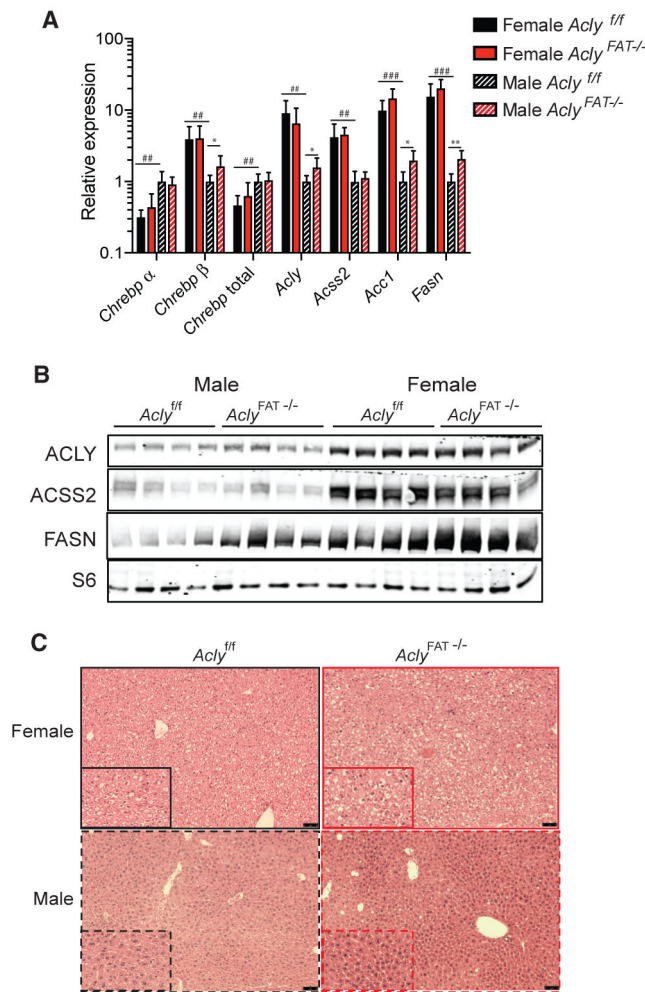 A
Female Acly f/f
Female Acly FAT-/-
Male Acly f/f
Male Acly FAT-/-
Relative expression
100
10
1
0.1
## ## * ## ## * ## ### * ### **
Chrebp α
Chrebp β
Chrebp total
Acly
Acss2
Acc1
Fasn
B
Male Female
Acly f/f Acly FAT -/- Acly f/f Acly FAT -/-
ACLY
ACSS2
FASN
S6
C
Acly f/f Acly FAT -/-
Female
Male